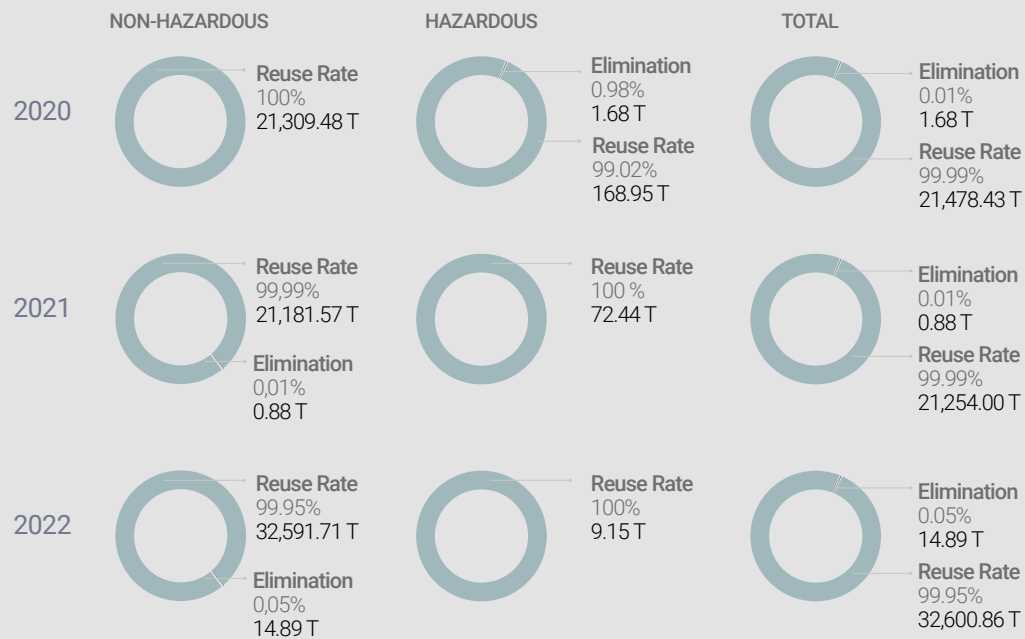 NON-HAZARDOUS
HAZARDOUS
TOTAL
2020
Reuse Rate
100%
21,309.48 T
Elimination
0.98%
1.68 T
Reuse Rate
99.02%
168.95 T
Elimination
0.01%
1.68 T
Reuse Rate
99.99%
21,478.43 T
2021
Reuse Rate
99,99%
21,181.57 T
Elimination
0,01%
0.88 T
Reuse Rate
100 %
72.44 T
Elimination
0.01%
0.88 T
Reuse Rate
99.99%
21,254.00 T
2022
Reuse Rate
99.95%
32,591.71 T
Elimination
0,05%
14.89 T
Reuse Rate
100%
9.15 T
Elimination
0.05%
14.89 T
Reuse Rate
99.95%
32,600.86 T